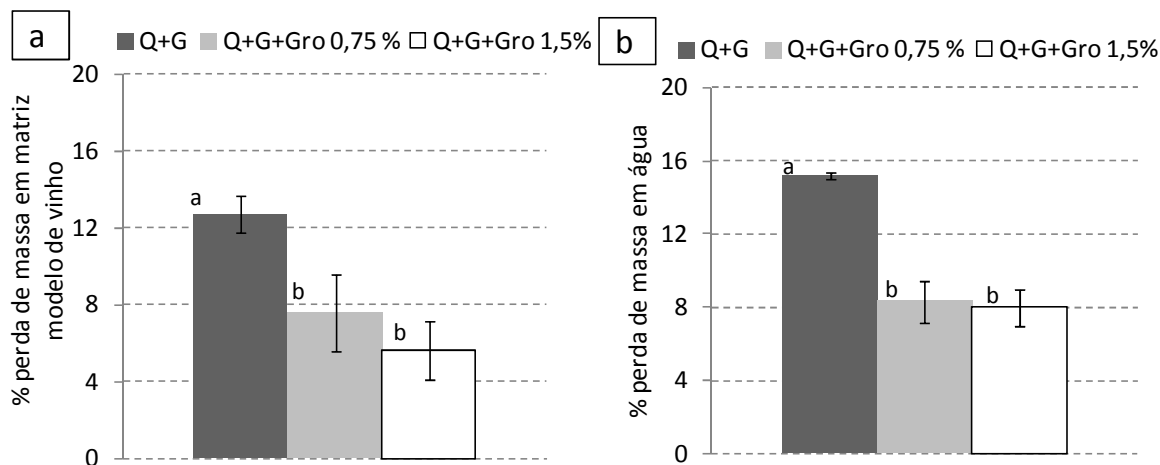 a
Q+G Q+G+Gro 0,75 % Q+G+Gro 1,5%
% perda de massa em matriz
modelo de vinho
20
16
12
8
4
0
a
b
b
b
Q+G Q+G+Gro 0,75 % Q+G+Gro 1,5%
% perda de massa em água
20
16
12
8
4
0
a
b
b